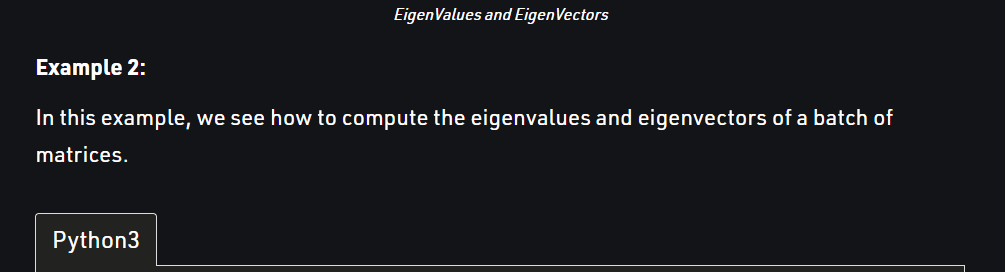 EigenValues and EigenVectors
Example 2:
In this example, we see how to compute the eigenvalues and eigenvectors of a batch of
matrices.
Python3